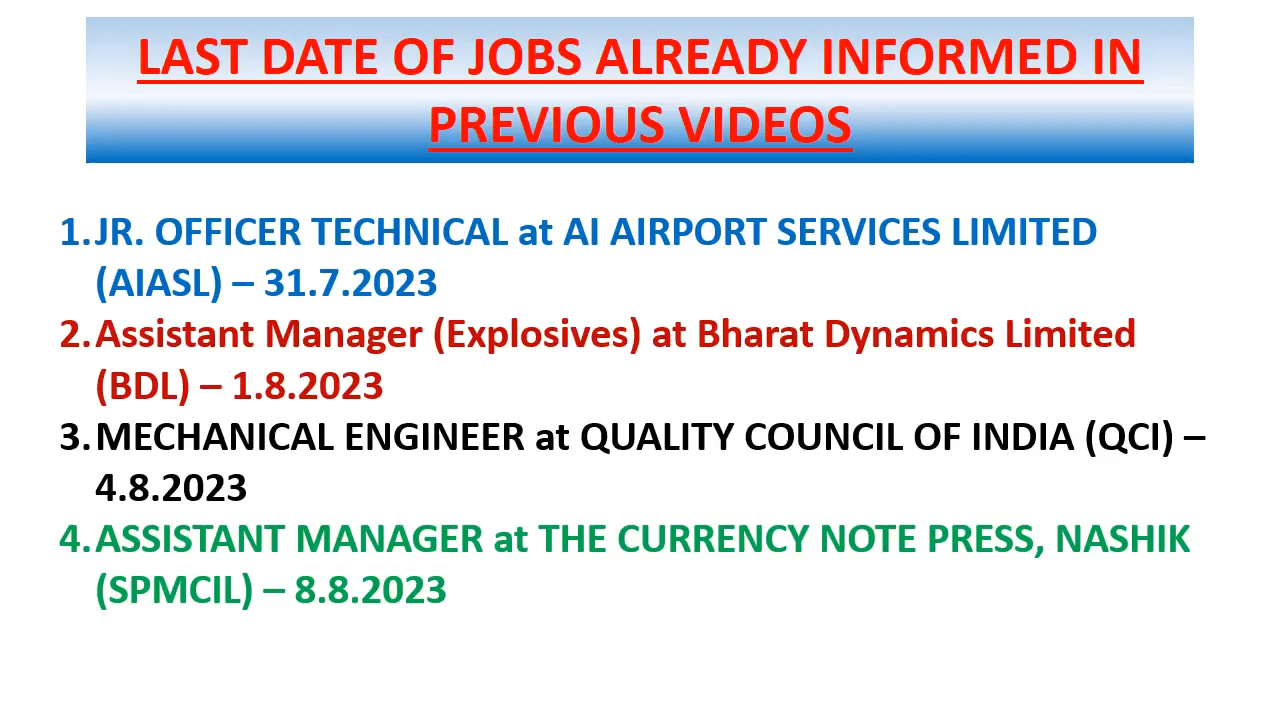 LAST DATE OF JOBS ALREADY INFORMED IN
PREVIOUS VIDEOS
1. JR. OFFICER TECHNICAL at AI AIRPORT SERVICES LIMITED
(AIASL) – 31.7.2023
2. Assistant Manager (Explosives) at Bharat Dynamics Limited
(BDL) – 1.8.2023
3. MECHANICAL ENGINEER at QUALITY COUNCIL OF INDIA (QCI) –
4.8.2023
4. ASSISTANT MANAGER at THE CURRENCY NOTE PRESS, NASHIK
(SPMCIL) – 8.8.2023